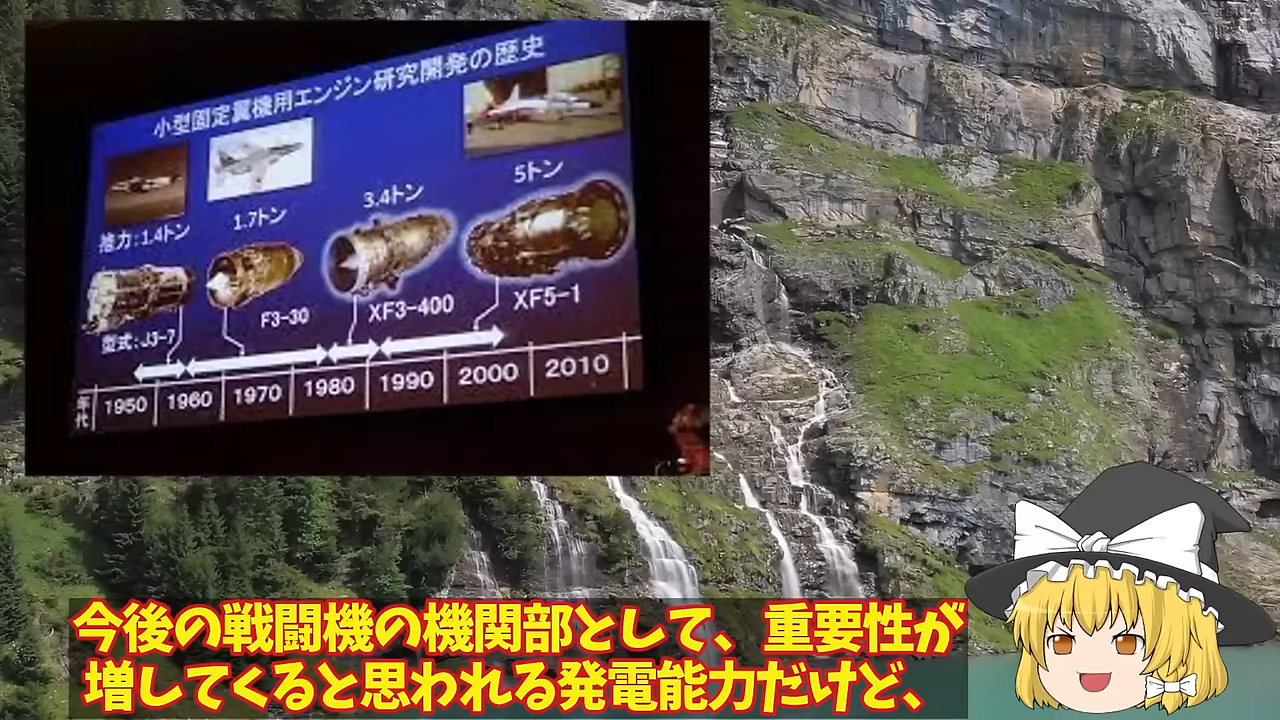 小型固定翼機用エンジン研究開発の歴史
推力:1.4トン
1.7トン
3.4トン
5トン
型式:J3-7
F3-30
XF3-400
XF5-1
年代
1950
1960
1970
1980
1990
2000
2010
今後の戦闘機の機関部として、重要性が
増してくると思われる発電能力だけど、